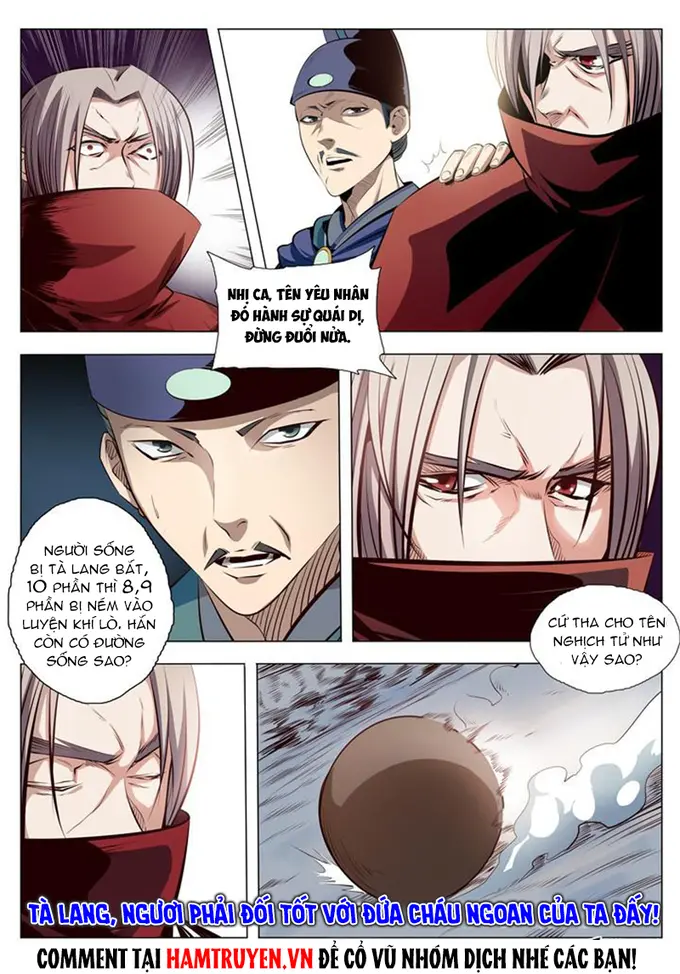 NHỊ CA, TÊN YÊU NHÂN
ĐÓ HÀNH SỰ QUÁI DỊ,
ĐỪNG ĐUỔI NỬA.
NGƯỜI SỐNG
BỊ TÀ LANG BẤT,
10 PHẦN THÌ 8,9
PHẦN BỊ NÉM VÀO
LUYỆN KHÍ LÒ. HẤN
CÒN CÓ ĐƯỜNG
SỐNG SAO?
CỨ THA CHO TÊN
NGHỊCH TỬ NHƯ
VẬY SAO?
TÀ LANG, NGƯƠI PHẢI ĐỐI TỐT VỚI ĐỨA CHÁU NGOAN CỦA TA ĐẤY!
COMMENT TẠI HAMTRUYEN.VN ĐỂ CỔ VŨ NHÓM DỊCH NHÉ CÁC BẠN!